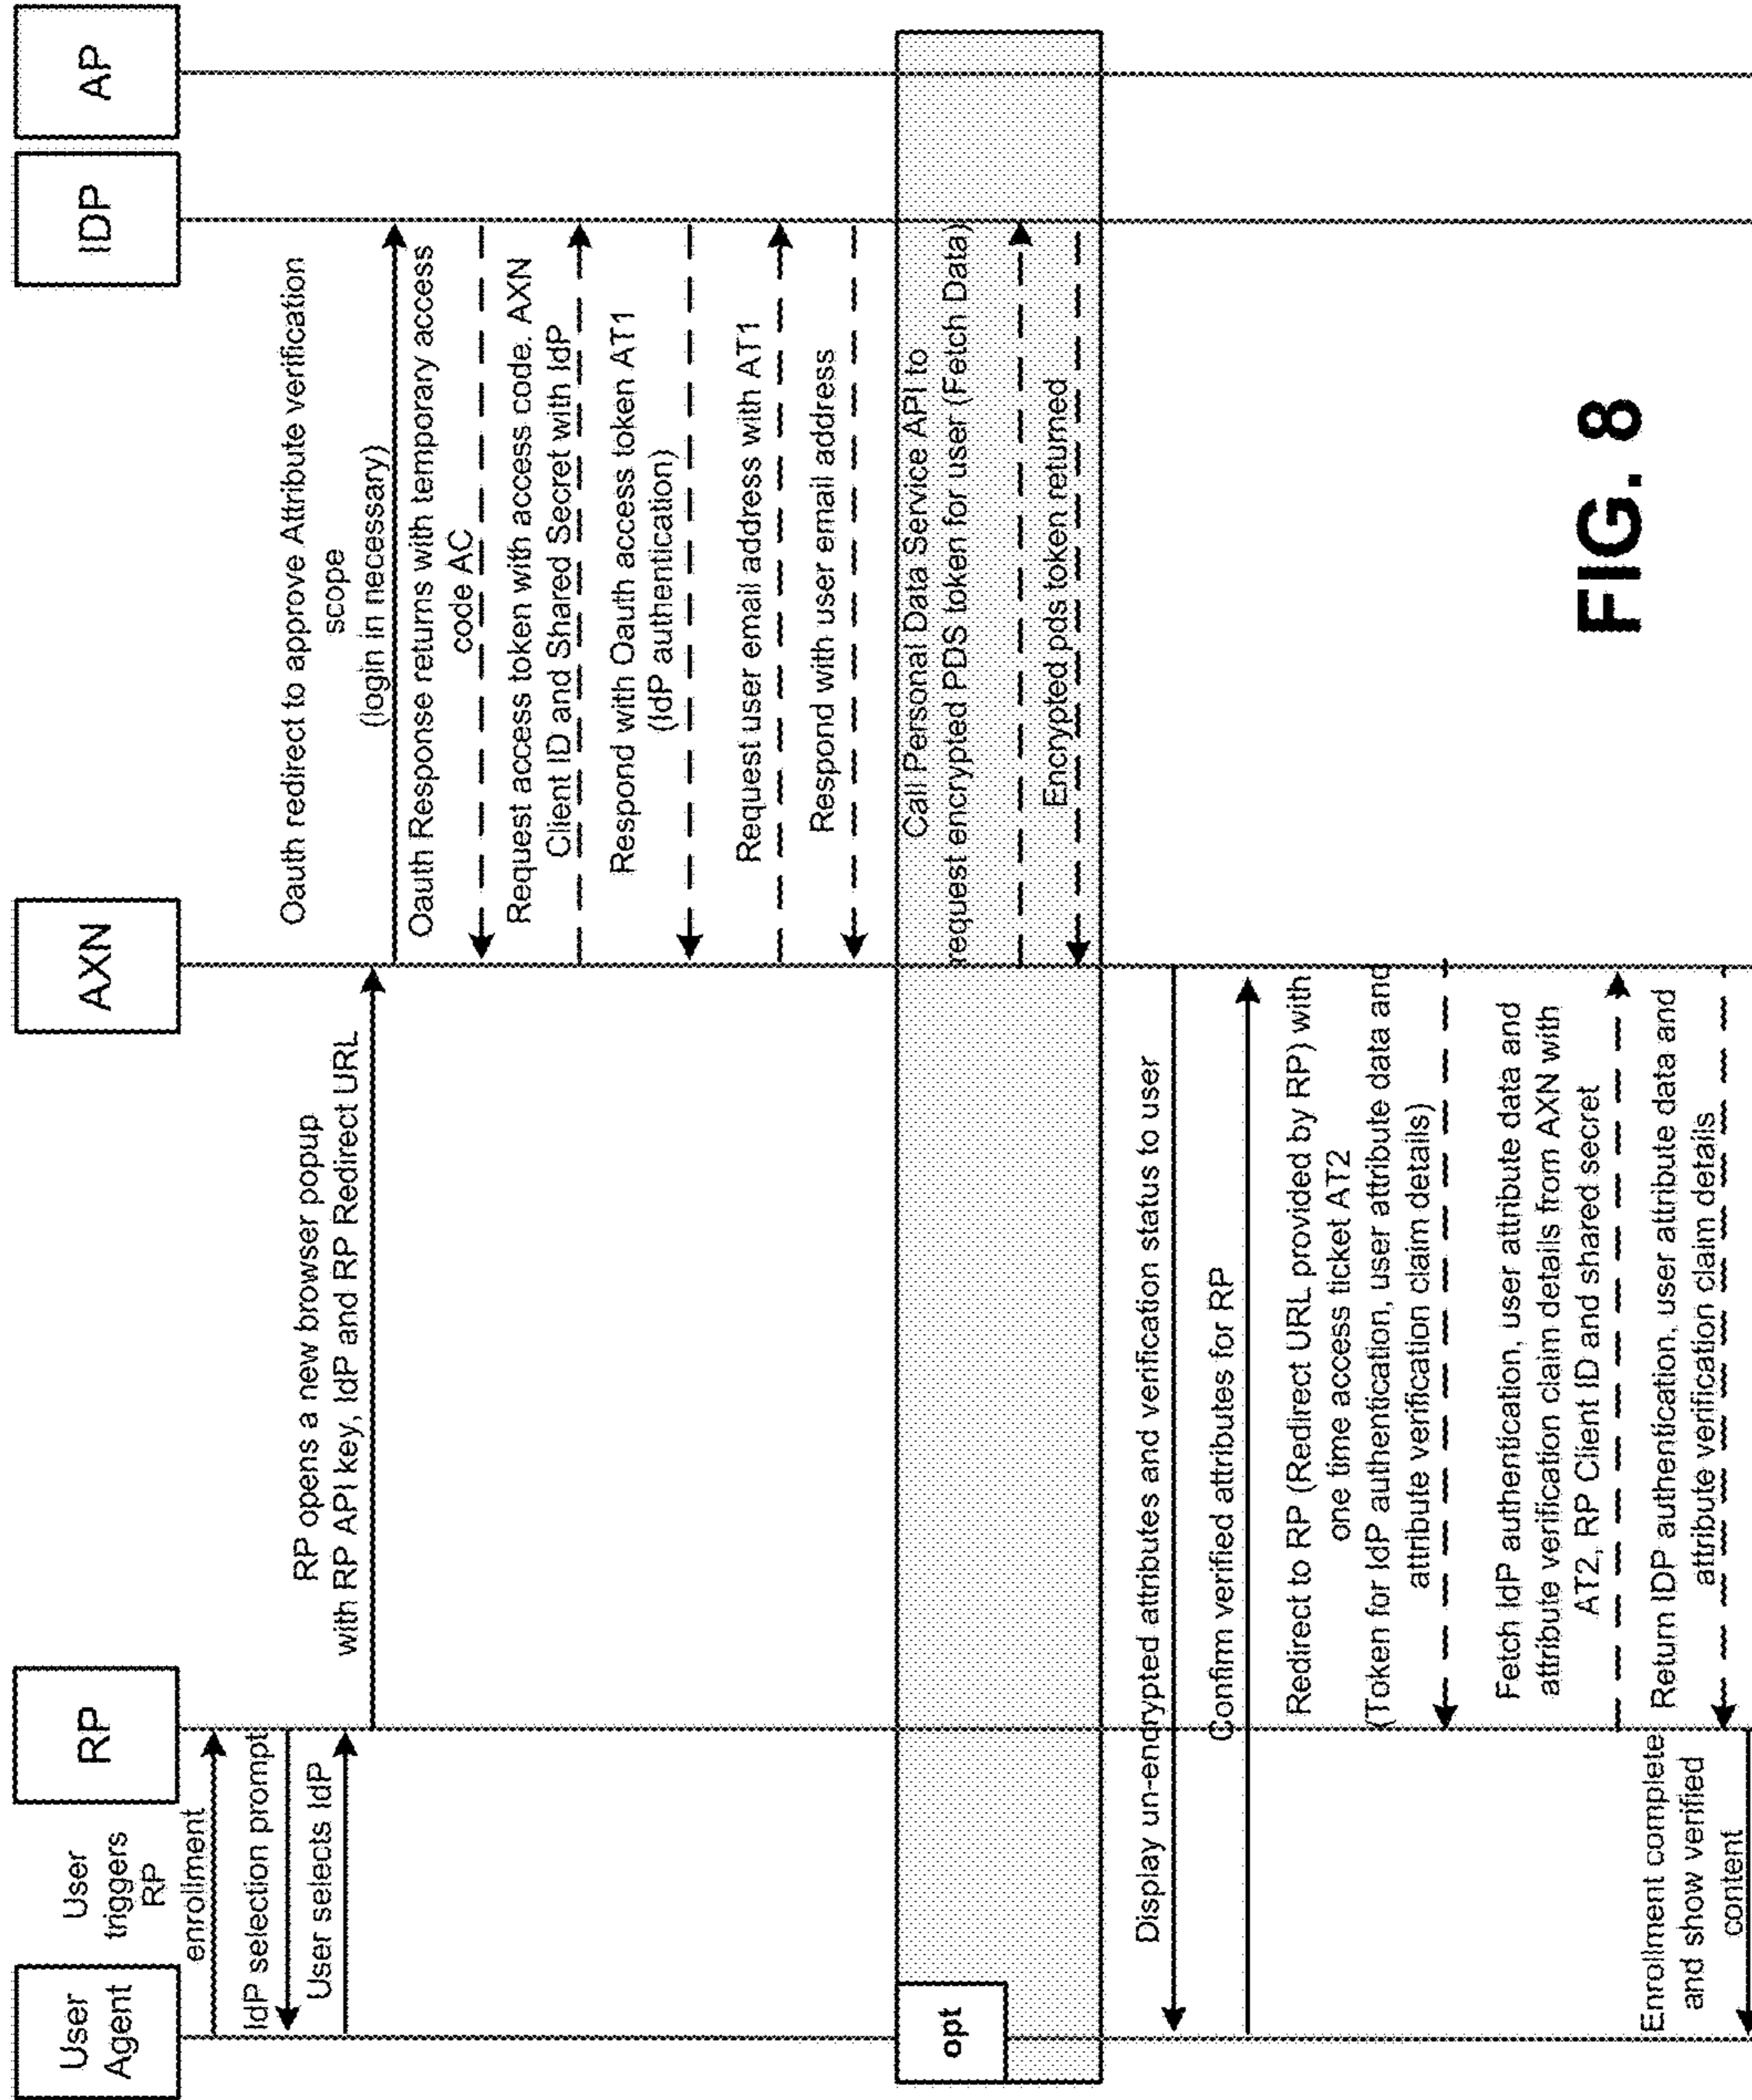 User
Agent
RP
AXN
IDP
AP
User
triggers
RP
enrollment
IdP selection prompt
User selects IdP
RP opens a new browser popup
with RP API key, IdP and RP Redirect URL
Oauth redirect to approve Attribute verification
scope
(login in necessary)
Oauth Response returns with temporary access
code AC
Request access token with access code. AXN
Client ID and Shared Secret with IdP
Respond with Oauth access token AT1
(IdP authentication)
Request user email address with AT1
Respond with user email address
opt
Call Personal Data Service API to
request encrypted PDS token for user (Fetch Data)
Encrypted pds token returned
Display un-encrypted attributes and verification status to user
Confirm verified attributes for RP
Redirect to RP (Redirect URL provided by RP) with
one time access ticket AT2
(Token for IdP authentication, user attribute data and
attribute verification claim details)
Fetch IdP authentication, user attribute data and
attribute verification claim details from AXN with
AT2, RP Client ID and shared secret
Return IDP authentication, user attribute data and
attribute verification claim details
Enrollment complete
and show verified
content
FIG. 8